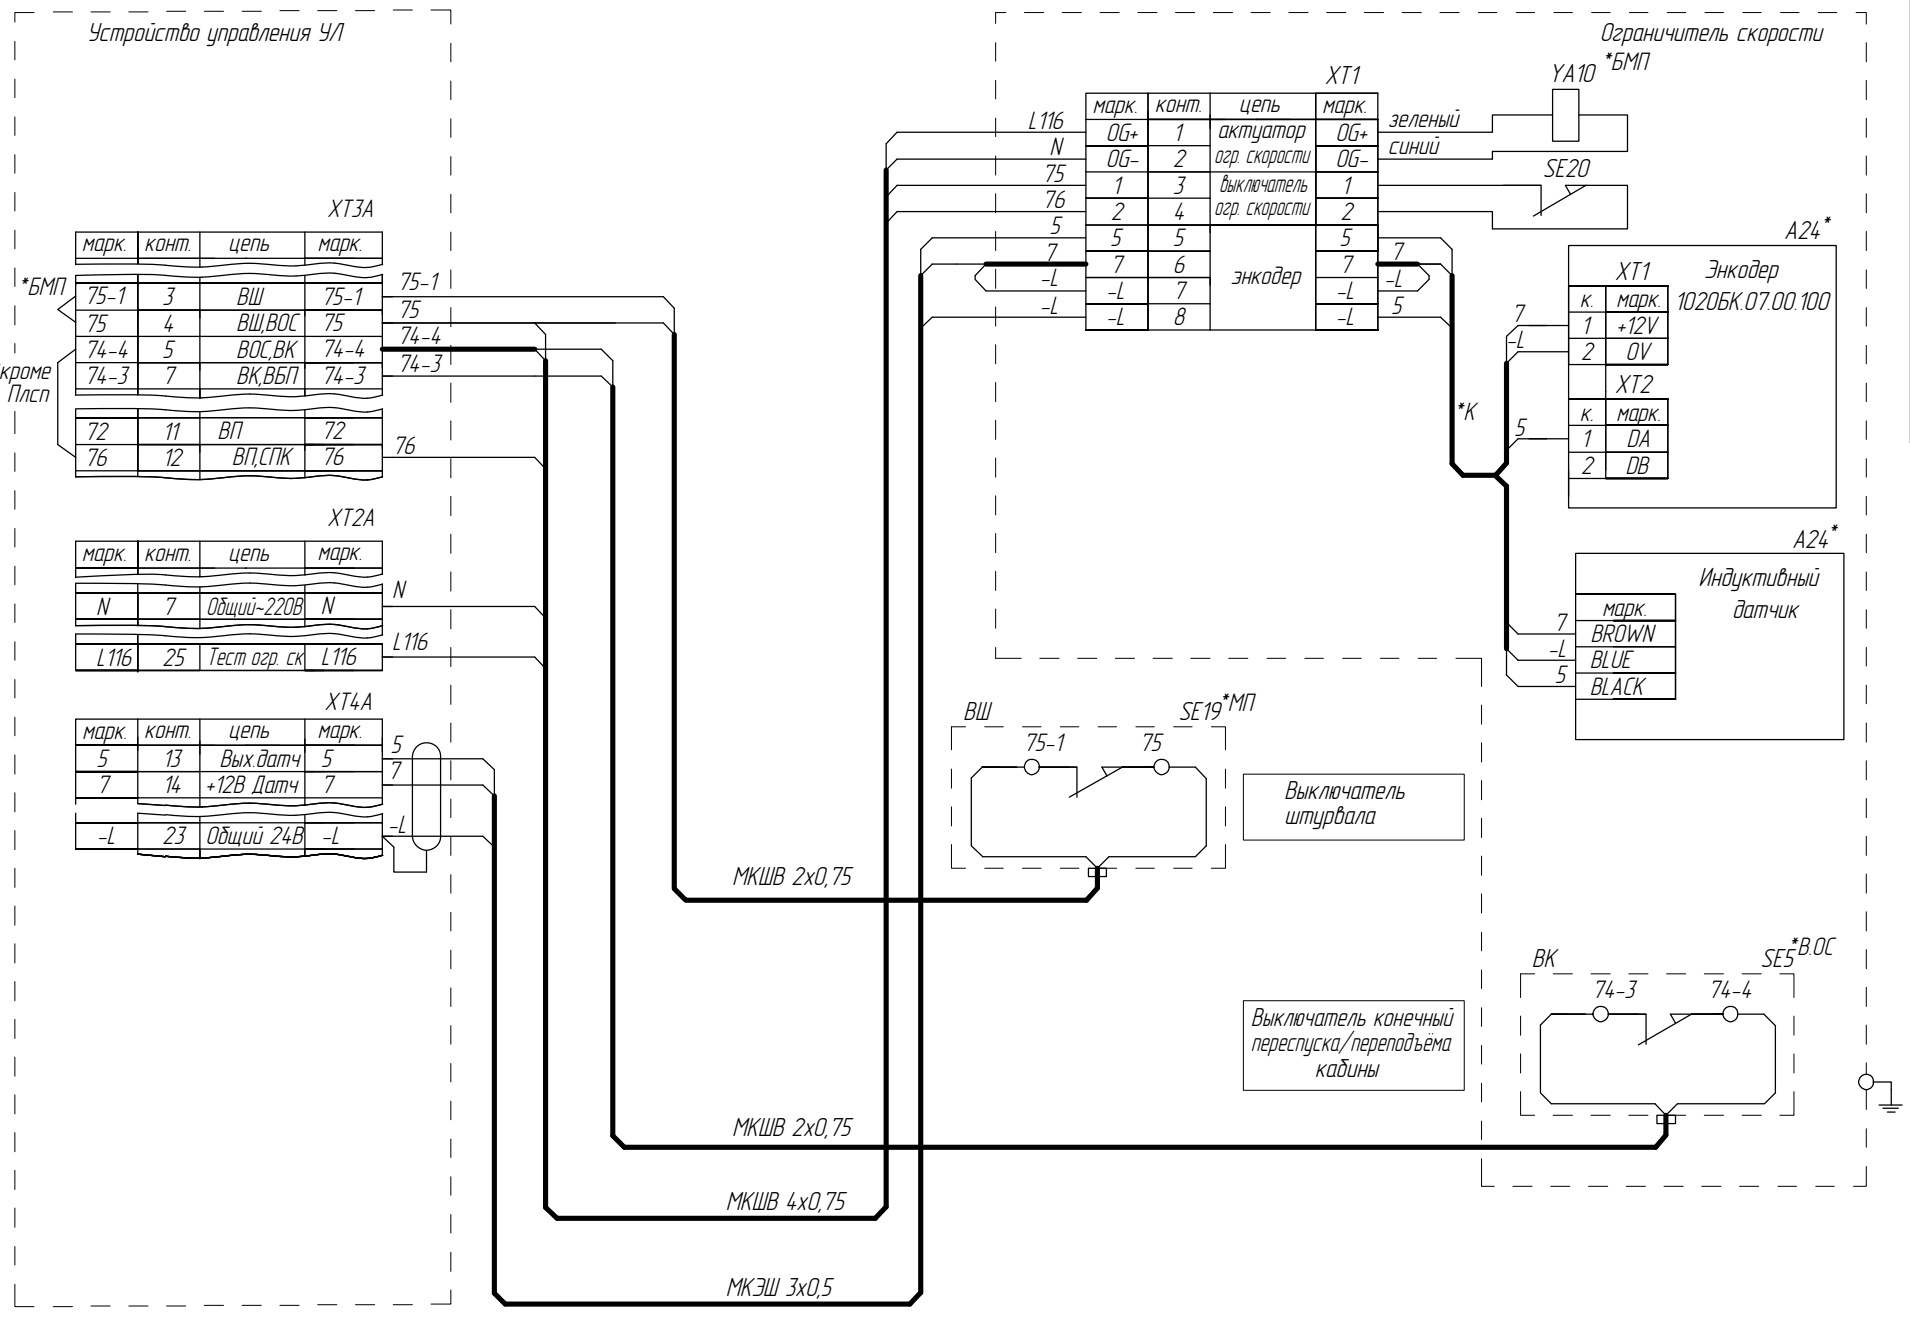 Устройство управления УЛ
ХТ3А
марк. конт. цепь марк.
*БМП
75-1 3 ВШ 75-1 75-1
75 4 ВШ,ВОС 75 75
74-4 5 ВОС,ВК 74-4 74-4
74-3 7 ВК,ВБП 74-3 74-3
кроме
Плсп
72 11 ВП 72
76 12 ВП,СПК 76 76
ХТ2А
марк. конт. цепь марк.
N 7 Общий~220В N N
L116 25 Тест огр. ск L116 L116
ХТ4А
марк. конт. цепь марк.
5 13 Вых.датч 5 5
7 14 +12В Датч 7 7
-L 23 Общий 24В -L -L
МКШВ 2х0,75
МКШВ 2х0,75
МКШВ 4х0,75
МКЭШ 3х0,5
Ограничитель скорости
ХТ1
марк. конт. цепь марк.
L116 OG+ 1 актуатор OG+ зеленый
N OG- 2 огр. скорости OG- синий
75 1 3 выключатель 1
76 2 4 огр. скорости 2
5 5 5 5
7 7 6 энкодер 7 7
-L -L 7 -L -L
-L -L 8 -L 5
YA10 *БМП
SE20
*К
А24*
ХТ1 Энкодер
1020БК.07.00.100
к. марк.
7 1 +12V
-L 2 0V
ХТ2
к. марк.
5 1 DA
2 DB
А24*
Индуктивный
датчик
марк.
7 BROWN
-L BLUE
5 BLACK
ВШ SE19 *МП
75-1 75
Выключатель
штурвала
ВК SE5 *В.ОС
74-3 74-4
Выключатель конечный
переспуска/переподъёма
кабины